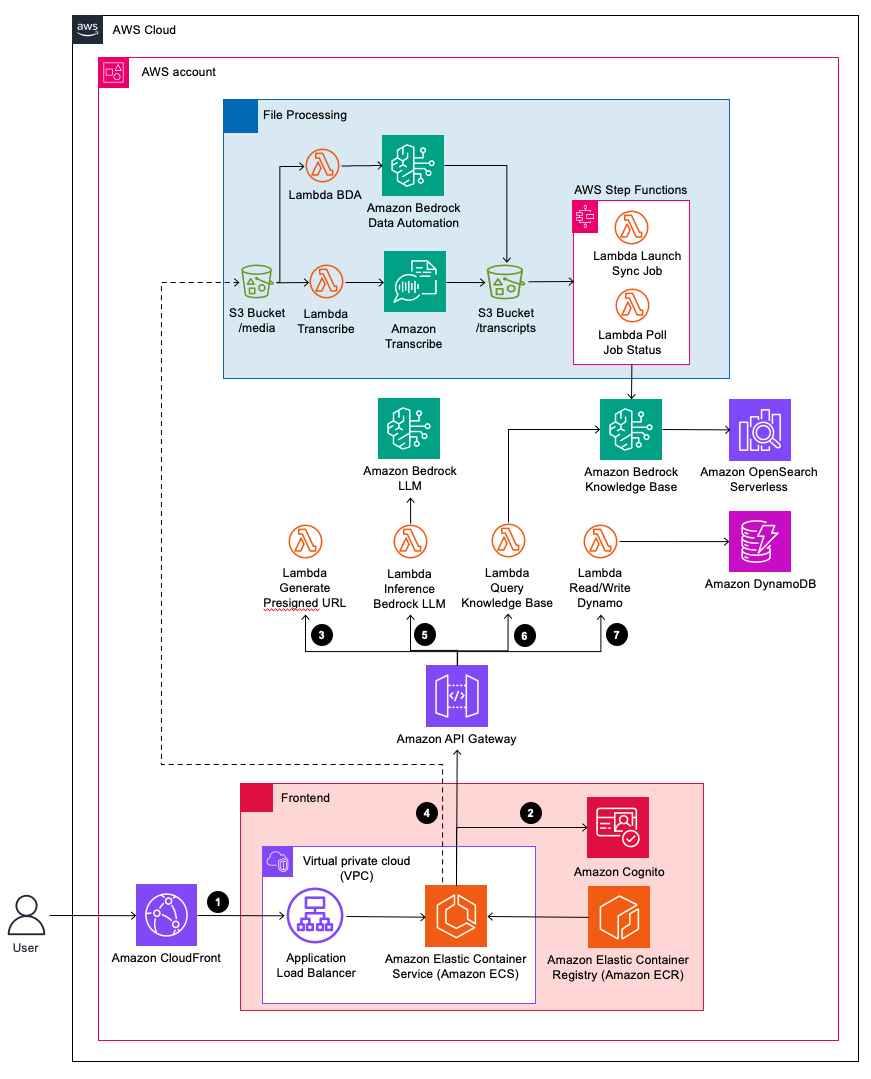 aws
AWS Cloud
AWS account
File Processing
Lambda BDA
Amazon Bedrock
Data Automation
AWS Step Functions
Lambda Launch
Sync Job
Lambda Poll
Job Status
S3 Bucket
/media
Lambda
Transcribe
Amazon
Transcribe
S3 Bucket
/transcripts
Amazon Bedrock
LLM
Amazon Bedrock
Knowledge Base
Amazon OpenSearch
Serverless
Lambda
Generate
Presigned URL
Lambda
Inference
Bedrock LLM
Lambda
Query
Knowledge Base
Lambda
Read/Write
Dynamo
Amazon DynamoDB
3
5
6
7
</>
Amazon API Gateway
Frontend
4
2
Amazon Cognito
Virtual private cloud
(VPC)
1
User
Amazon CloudFront
Application
Load Balancer
Amazon Elastic Container
Service (Amazon ECS)
Amazon Elastic Container
Registry (Amazon ECR)